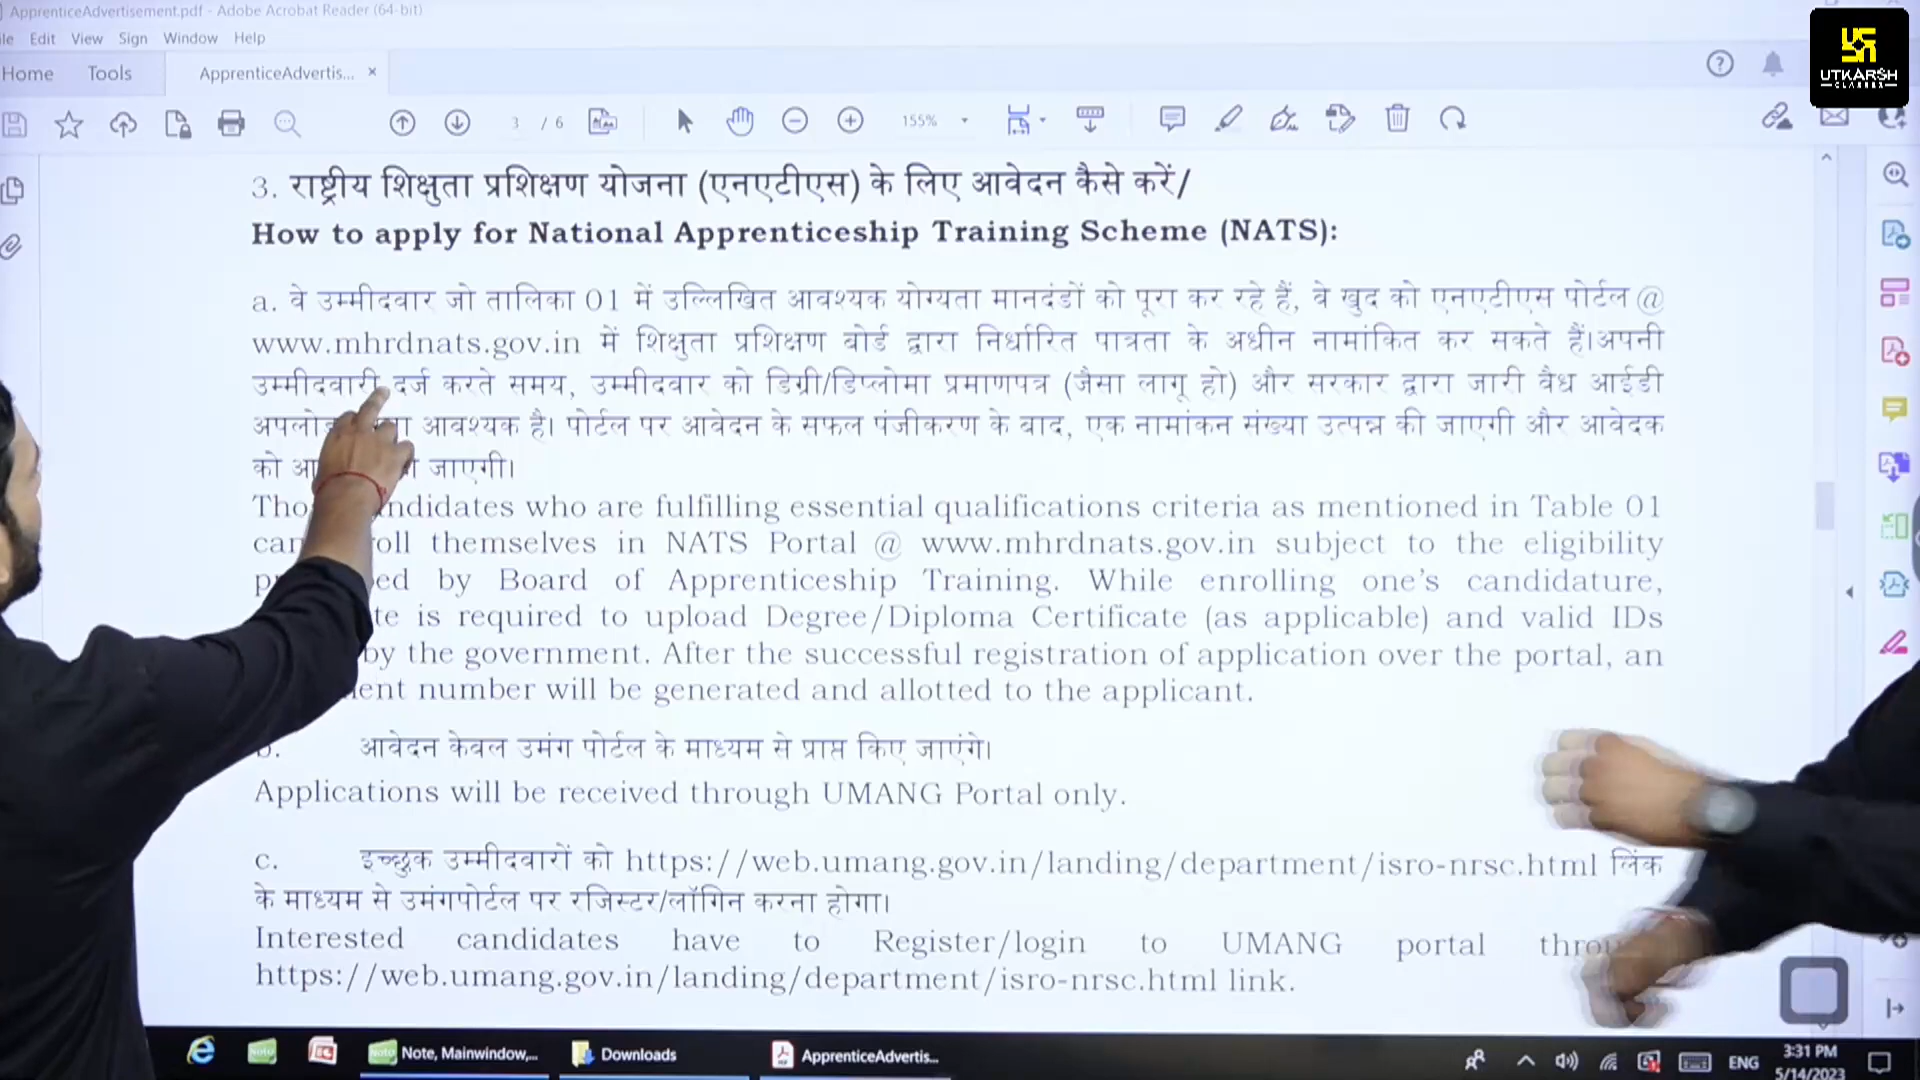 ApprenticeAdvertisement.pdf - Adobe Acrobat Reader (64-bit)
Edit View Sign Window Help
Home Tools ApprenticeAdvertis... ×
3 / 6 155%
UTKARSH
CLASSES
3. राष्ट्रीय शिक्षुता प्रशिक्षण योजना (एनएटीएस) के लिए आवेदन कैसे करें/
How to apply for National Apprenticeship Training Scheme (NATS):
a. वे उम्मीदवार जो तालिका 01 में उल्लिखित आवश्यक योग्यता मानदंडों को पूरा कर रहे हैं, वे खुद को एनएटीएस पोर्टल @
www.mhrdnats.gov.in में शिक्षुता प्रशिक्षण बोर्ड द्वारा निर्धारित पात्रता के अधीन नामांकित कर सकते हैं।अपनी
उम्मीदवारी दर्ज करते समय, उम्मीदवार को डिग्री/डिप्लोमा प्रमाणपत्र (जैसा लागू हो) और सरकार द्वारा जारी वैध आईडी
आवश्यक है। पोर्टल पर आवेदन के सफल पंजीकरण के बाद, एक नामांकन संख्या उत्पन्न की जाएगी और आवेदक
को जाएगी।
who are fulfilling essential qualifications criteria as mentioned in Table 01
themselves in NATS Portal @ www.mhrdnats.gov.in subject to the eligibility
by Board of Apprenticeship Training. While enrolling one's candidature,
is required to upload Degree/Diploma Certificate (as applicable) and valid IDs
by the government. After the successful registration of application over the portal, an
number will be generated and allotted to the applicant.
b. आवेदन केवल उमंग पोर्टल के माध्यम से प्राप्त किए जाएंगे।
Applications will be received through UMANG Portal only.
c. इच्छुक उम्मीदवारों को https://web.umang.gov.in/landing/department/isro-nrsc.html लिंक
के माध्यम से उमंगपोर्टल पर रजिस्टर/लॉगिन करना होगा।
Interested candidates have to Register/login to UMANG portal
https://web.umang.gov.in/landing/department/isro-nrsc.html link.
Note, Mainwindow,... Downloads ApprenticeAdvertis... ENG 3:31 PM
5/14/2023